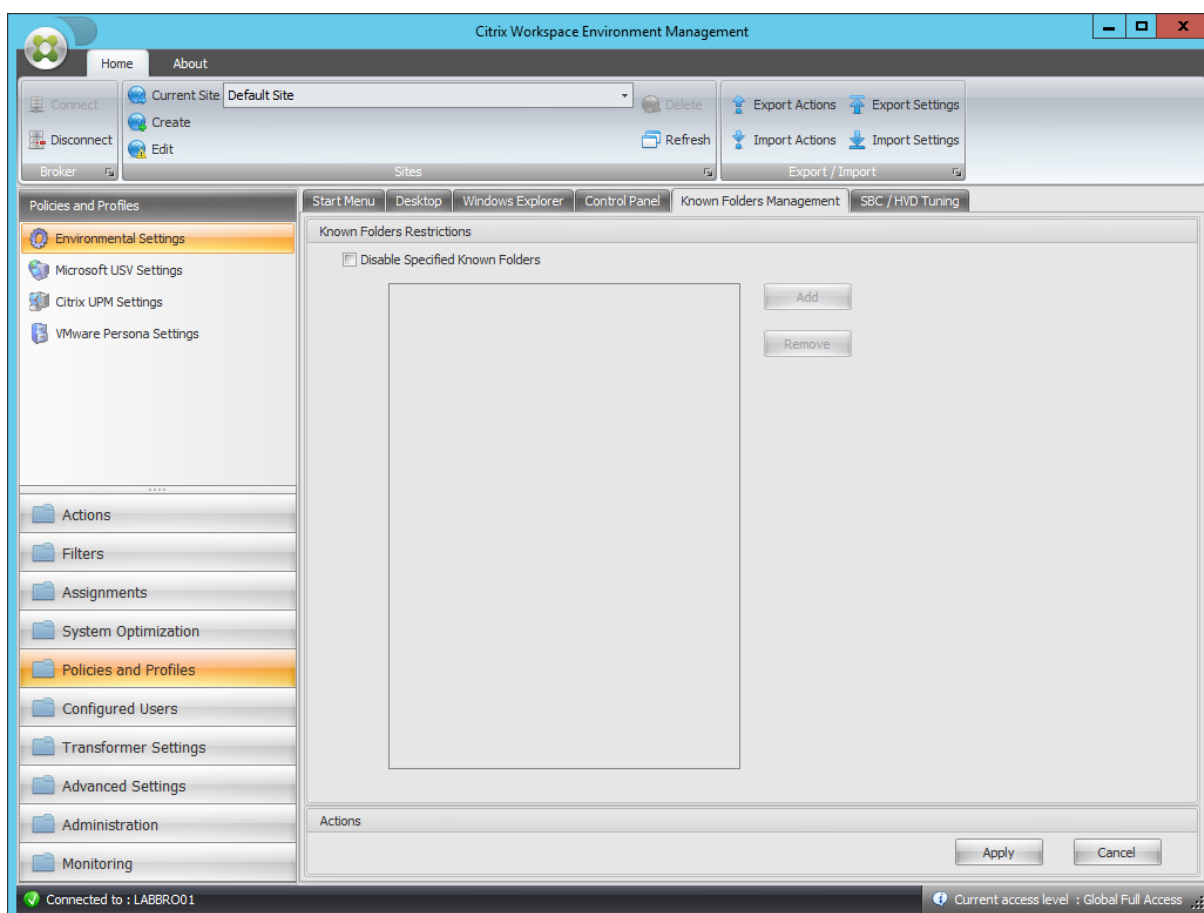 Citrix Workspace Environment Management
Home About
Connect
Disconnect
Broker
Current Site Default Site
Create
Edit
Delete
Refresh
Sites
Export Actions Export Settings
Import Actions Import Settings
Export / Import
Policies and Profiles
Environmental Settings
Microsoft USV Settings
Citrix UPM Settings
VMware Persona Settings
Actions
Filters
Assignments
System Optimization
Policies and Profiles
Configured Users
Transformer Settings
Advanced Settings
Administration
Monitoring
Start Menu Desktop Windows Explorer Control Panel Known Folders Management SBC / HVD Tuning
Known Folders Restrictions
Disable Specified Known Folders
Add
Remove
Actions
Apply Cancel
Connected to : LABBRO01
Current access level : Global Full Access